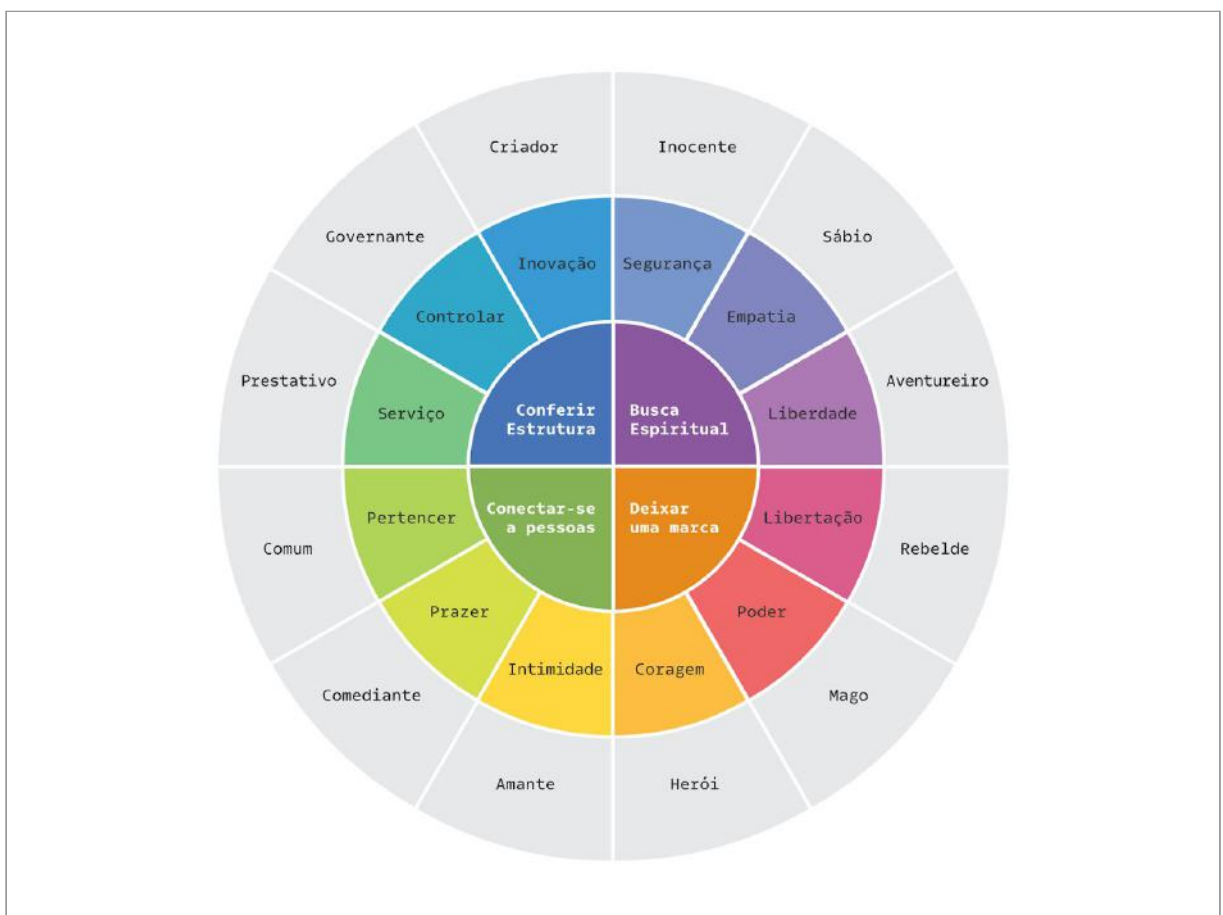 Criador
Inocente
Governante
Sábio
Inovação
Segurança
Controlar
Empatia
Prestativo
Aventureiro
Serviço
Conferir
Estrutura
Busca
Espiritual
Liberdade
Pertencer
Conectar-se
a pessoas
Deixar
uma marca
Libertação
Comum
Rebelde
Prazer
Poder
Intimidade
Coragem
Comediante
Mago
Amante
Herói